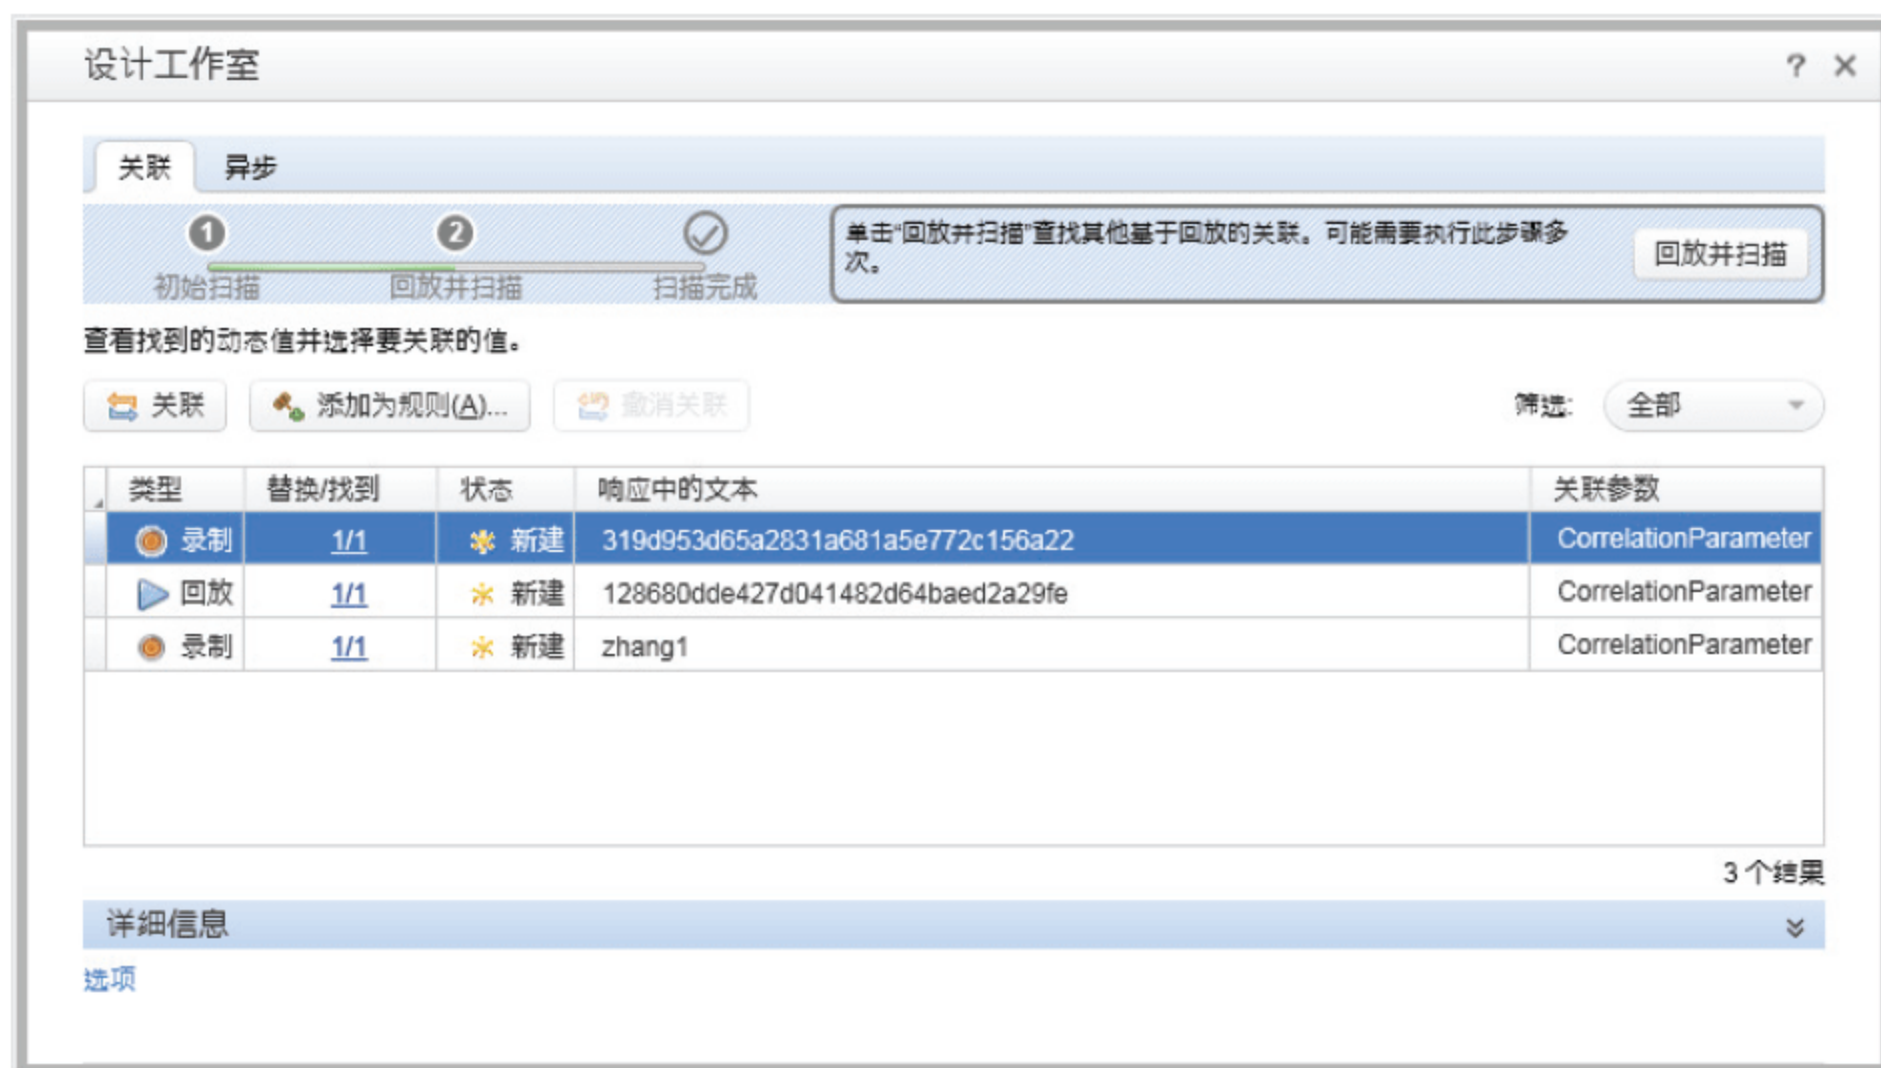 设计工作室
? ×
关联 异步
1 2
初始扫描 回放并扫描 扫描完成
单击“回放并扫描”查找其他基于回放的关联。可能需要执行此步骤多
次。
回放并扫描
查看找到的动态值并选择要关联的值。
关联 添加为规则(A)... 撤消关联 筛选: 全部
类型 替换/找到 状态 响应中的文本 关联参数
录制 1/1 新建 319d953d65a2831a681a5e772c156a22 CorrelationParameter
回放 1/1 新建 128680dde427d041482d64baed2a29fe CorrelationParameter
录制 1/1 新建 zhang1 CorrelationParameter
3 个结果
详细信息
选项